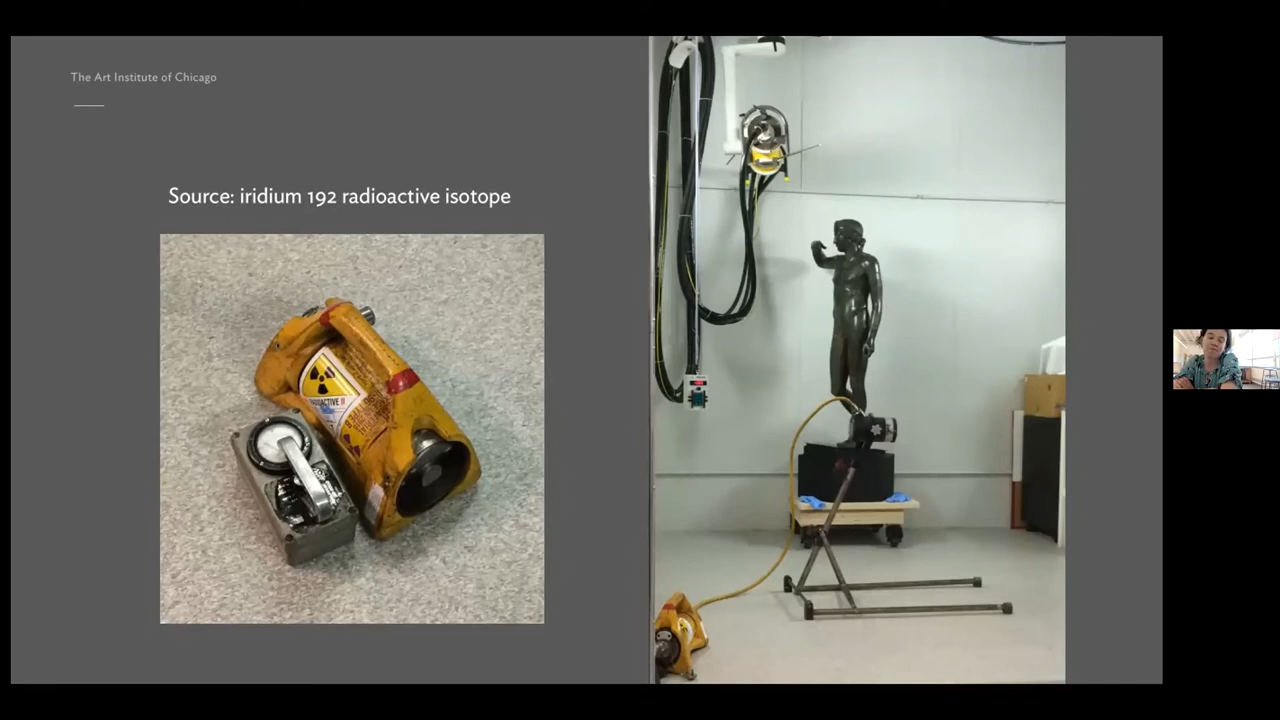 The Art Institute of Chicago
Source: iridium 192 radioactive isotope
RADIOACTIVE II